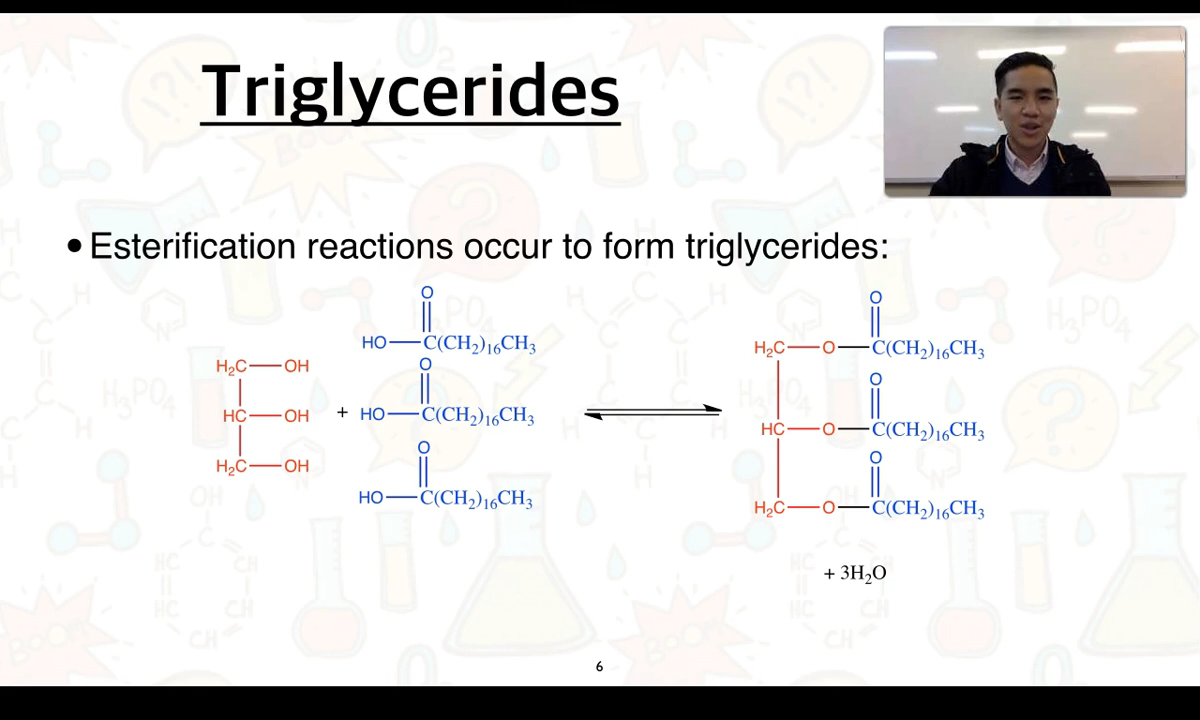 Triglycerides
• Esterification reactions occur to form triglycerides:
O
HO—C(CH₂)₁₆CH₃
H₂C—OH
O
HC—OH + HO—C(CH₂)₁₆CH₃
H₂C—OH
O
HO—C(CH₂)₁₆CH₃
O
H₂C—O—C(CH₂)₁₆CH₃
O
HC—O—C(CH₂)₁₆CH₃
O
H₂C—O—C(CH₂)₁₆CH₃
+ 3H₂O
6